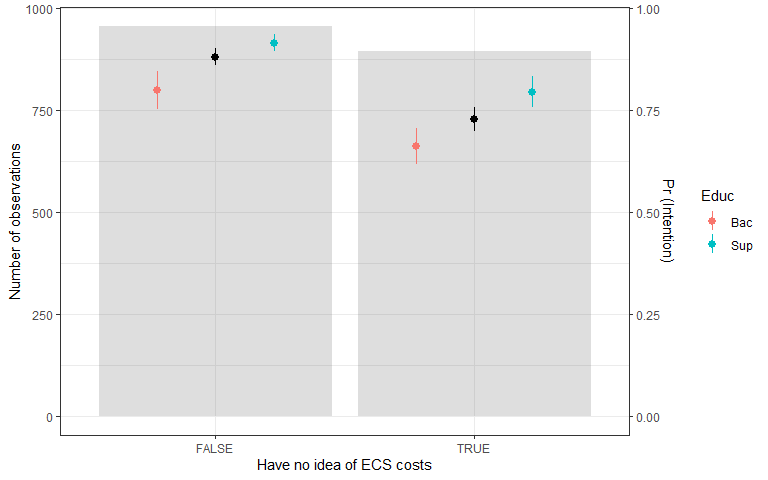 1000
750
500
250
0
Number of observations
1.00
0.75
0.50
0.25
0.00
Pr (Intention)
FALSE
TRUE
Have no idea of ECS costs
Educ
Bac
Sup